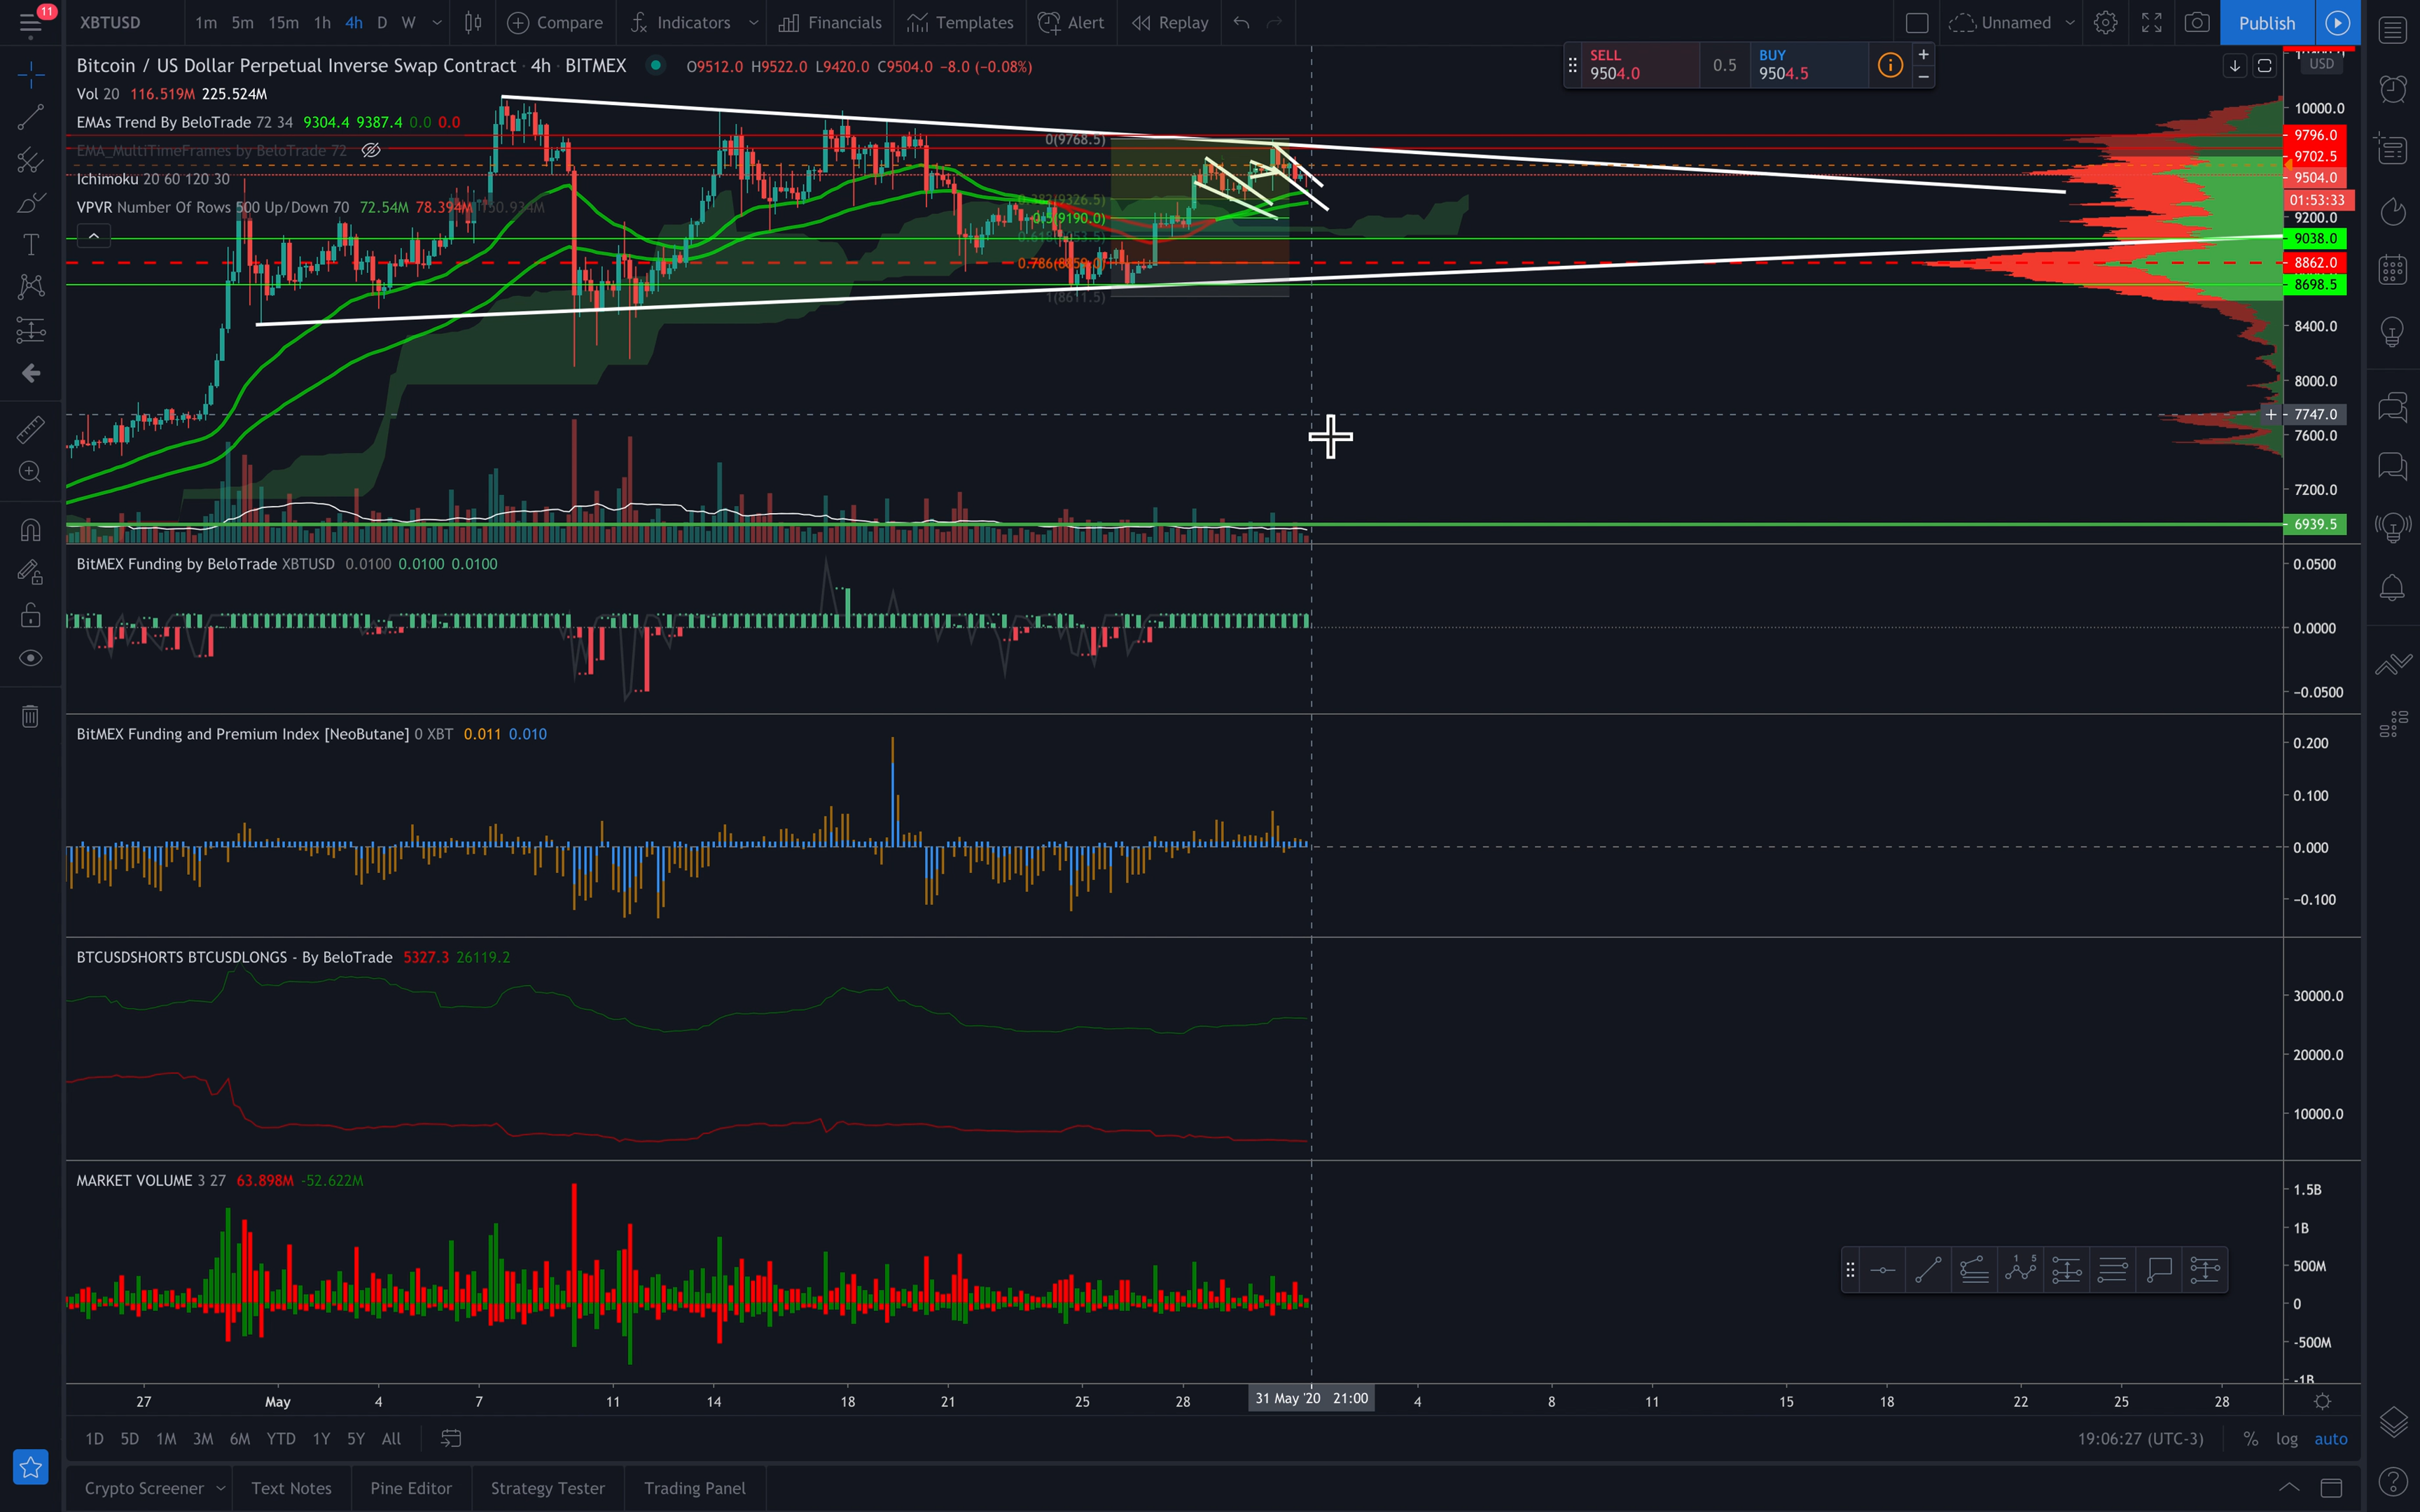 11
XBTUSD 1m 5m 15m 1h 4h D W Compare Indicators Financials Templates Alert Replay Unnamed Publish
Bitcoin / US Dollar Perpetual Inverse Swap Contract · 4h · BITMEX O9512.0 H9522.0 L9420.0 C9504.0 −8.0 (−0.08%)
SELL
9504.0
0.5
BUY
9504.5
USD
Vol 20 116.519M 225.524M
EMAs Trend By BeloTrade 72 34 9304.4 9387.4 0.0 0.0
EMA_MultiTimeFrames by BeloTrade 72
Ichimoku 20 60 120 30
VPVR Number Of Rows 500 Up/Down 70 72.54M 78.394M 150.934M
0(9768.5)
0.382(9326.5)
0.5(9190.0)
1(8611.5)
10000.0
9796.0
9702.5
9504.0
01:53:33
9200.0
9038.0
8862.0
8698.5
8400.0
8000.0
7747.0
7600.0
7200.0
6939.5
BitMEX Funding by BeloTrade XBTUSD 0.0100 0.0100 0.0100
0.0500
0.0000
−0.0500
BitMEX Funding and Premium Index [NeoButane] 0 XBT 0.011 0.010
0.200
0.100
0.000
−0.100
BTCUSDSHORTS BTCUSDLONGS - By BeloTrade 5327.3 26119.2
30000.0
20000.0
10000.0
MARKET VOLUME 3 27 63.898M -52.622M
1.5B
1B
500M
0
-500M
-1B
1 5
27 May 4 7 11 14 18 21 25 28 31 May '20 21:00 4 8 11 15 18 22 25 28
1D 5D 1M 3M 6M YTD 1Y 5Y All 19:06:27 (UTC-3) % log auto
Crypto Screener Text Notes Pine Editor Strategy Tester Trading Panel